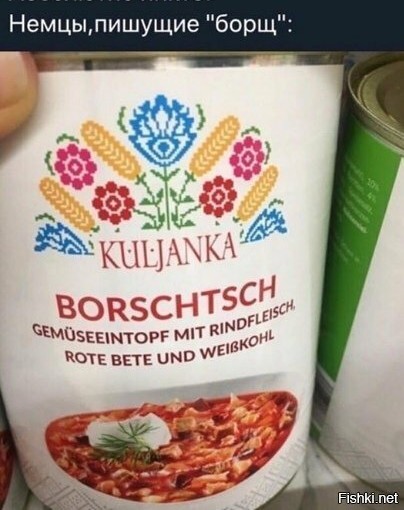 Немцы,пишущие "борщ":
KULJANKA
BORSCHTSCH
GEMÜSEEINTOPF MIT RINDFLEISCH,
ROTE BETE UND WEIßKOHL
Fishki.net